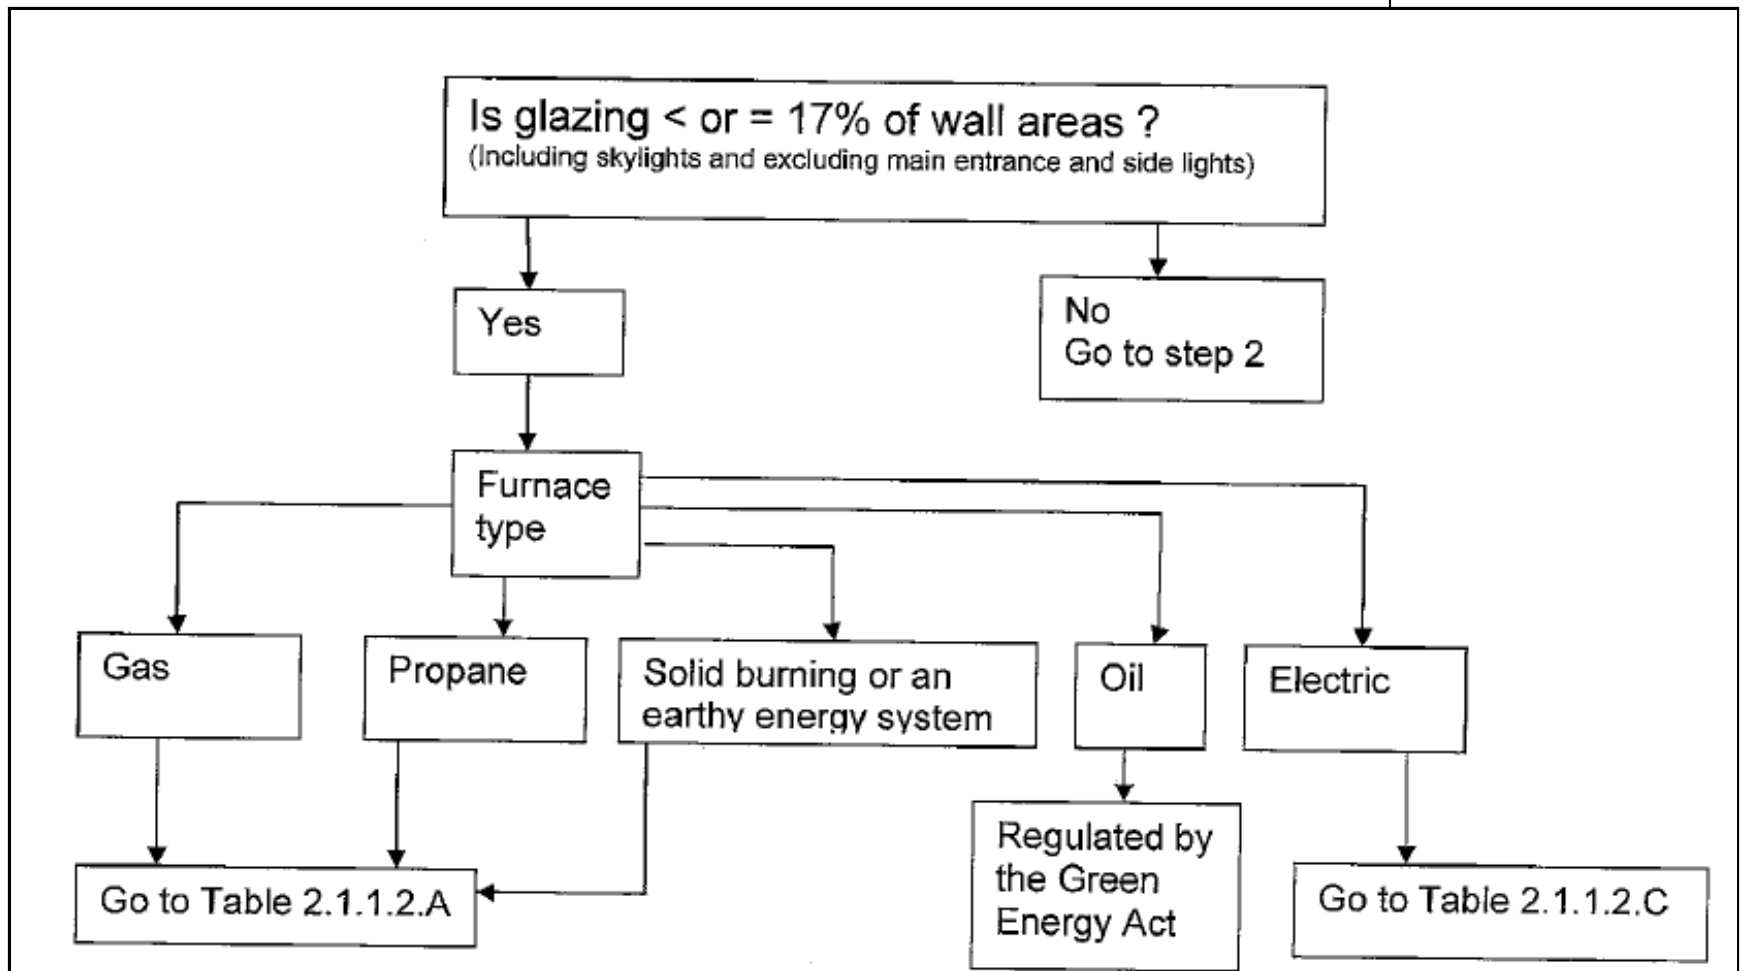 Is glazing < or = 17% of wall areas ?
(Including skylights and excluding main entrance and side lights)
Yes
No
Go to step 2
Furnace
type
Gas
Propane
Solid burning or an
earthy energy system
Oil
Electric
Go to Table 2.1.1.2.A
Regulated by
the Green
Energy Act
Go to Table 2.1.1.2.C